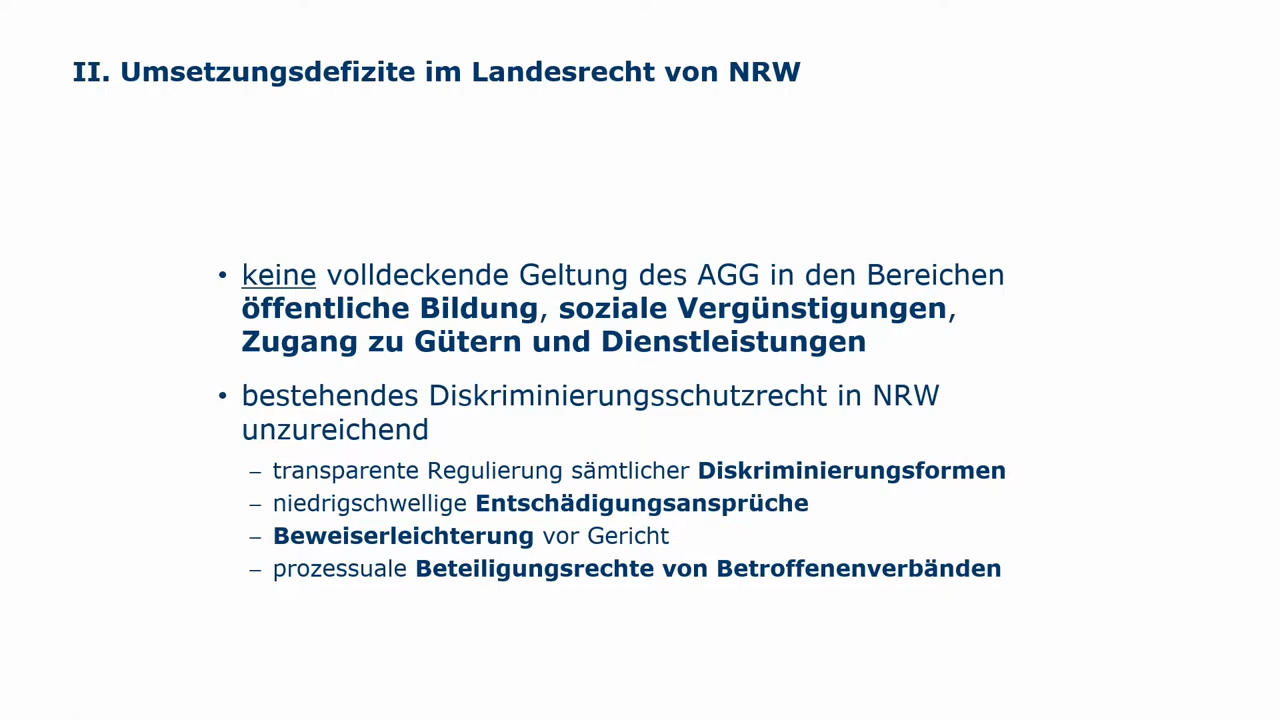 II. Umsetzungsdefizite im Landesrecht von NRW
• keine volldeckende Geltung des AGG in den Bereichen
öffentliche Bildung, soziale Vergünstigungen,
Zugang zu Gütern und Dienstleistungen
• bestehendes Diskriminierungsschutzrecht in NRW
unzureichend
– transparente Regulierung sämtlicher Diskriminierungsformen
– niedrigschwellige Entschädigungsansprüche
– Beweiserleichterung vor Gericht
– prozessuale Beteiligungsrechte von Betroffenenverbänden